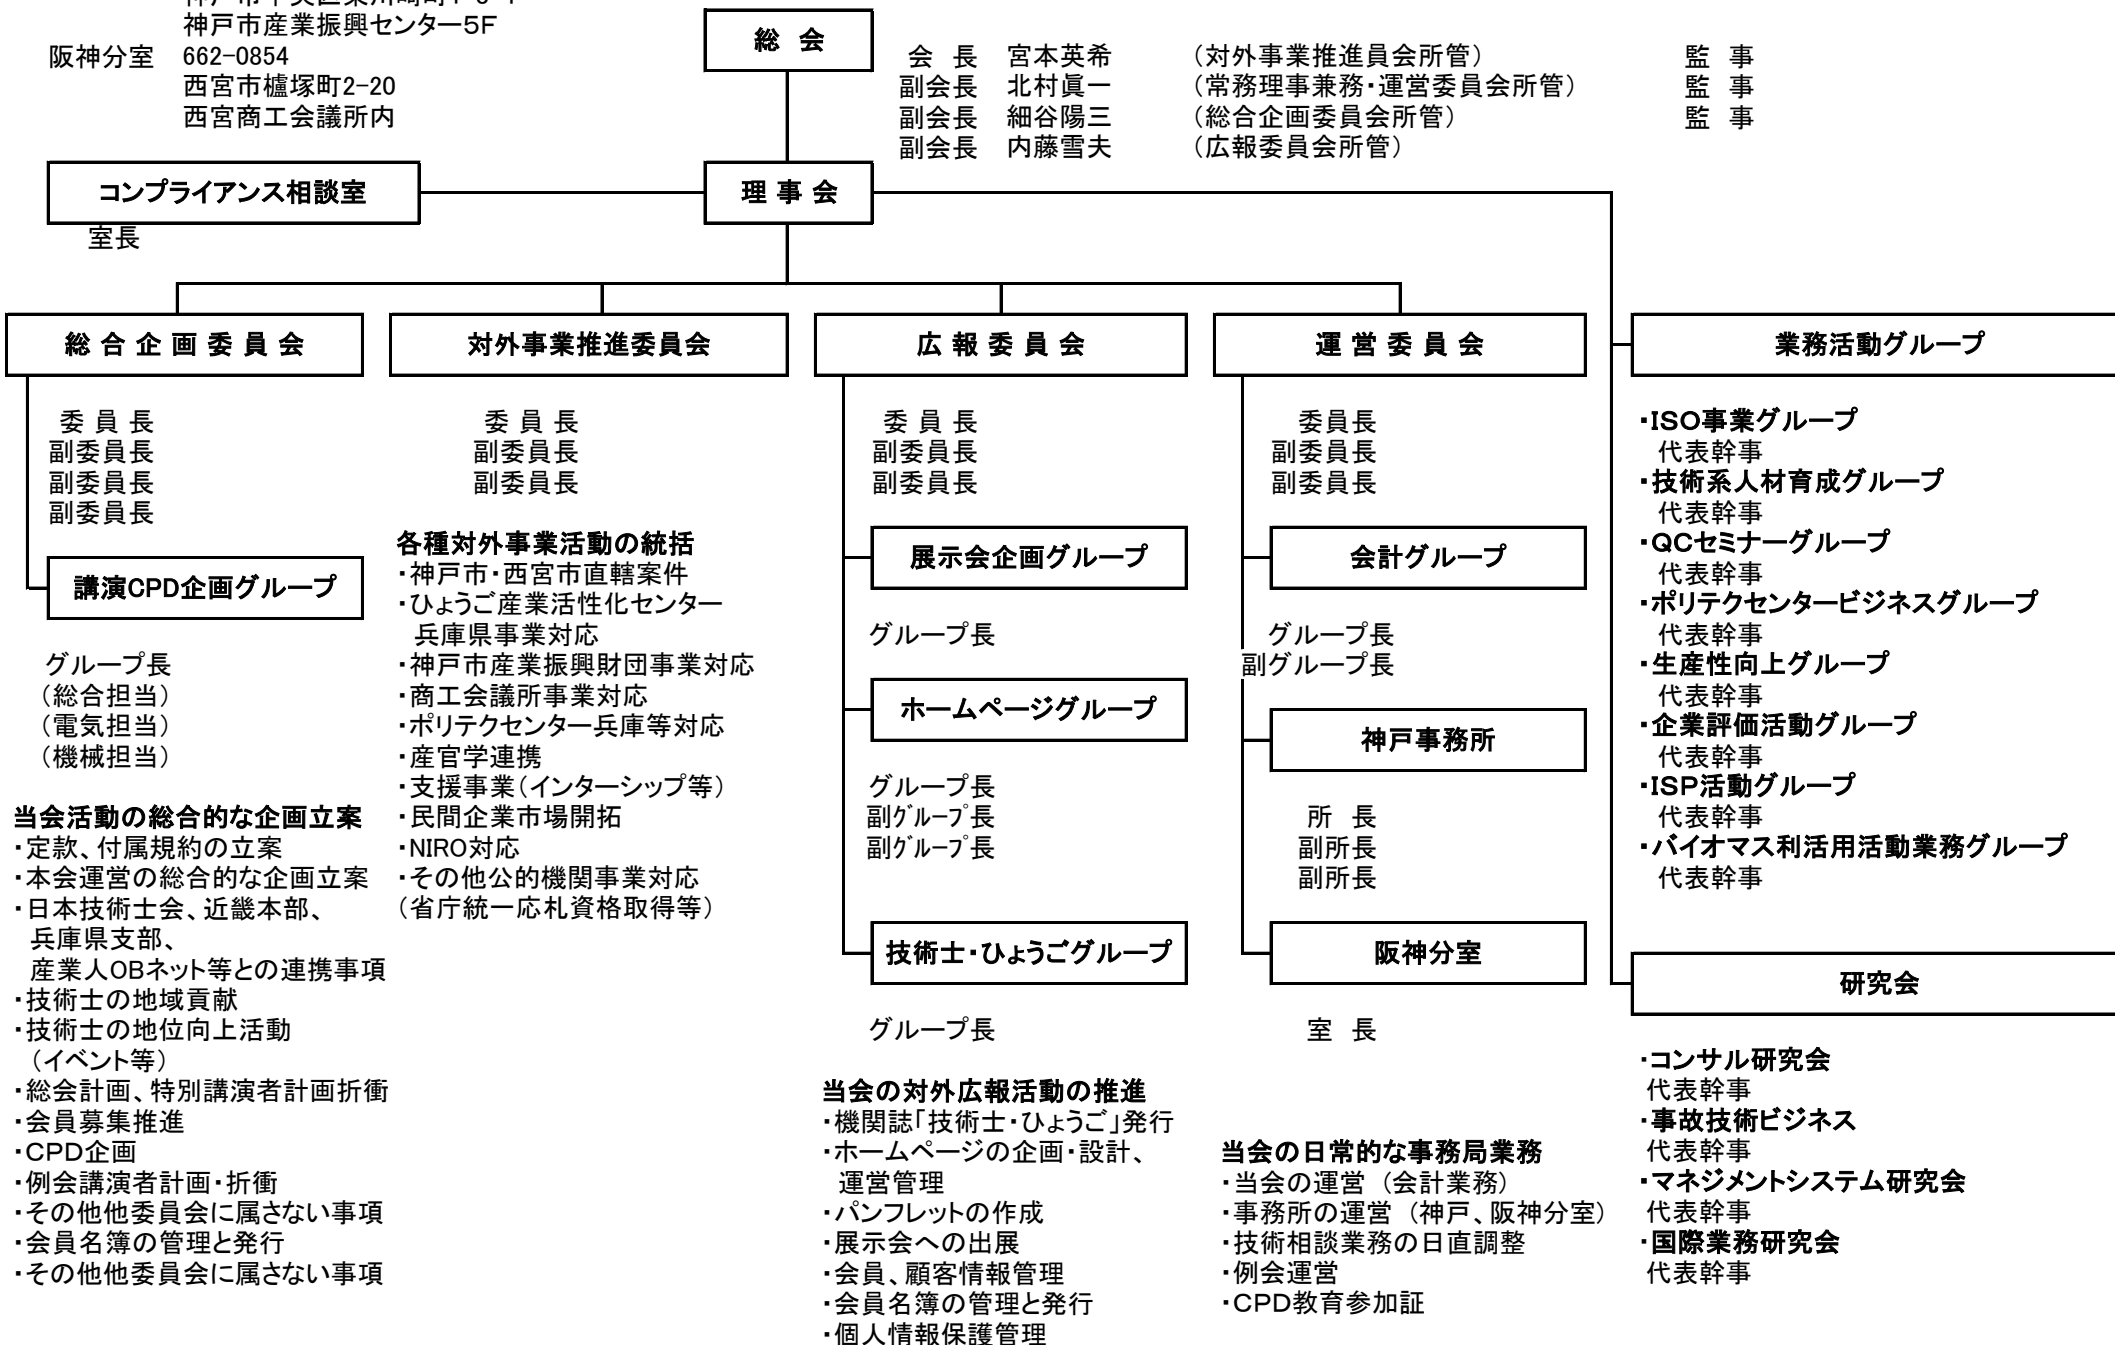 神戸市産業振興センター5F
阪神分室 662-0854
西宮市櫨塚町2-20
西宮商工会議所内
総 会
会 長 宮本英希 (対外事業推進員会所管) 監 事
副会長 北村眞一 (常務理事兼務・運営委員会所管) 監 事
副会長 細谷陽三 (総合企画委員会所管) 監 事
副会長 内藤雪夫 (広報委員会所管)
コンプライアンス相談室
室長
理 事 会
総 合 企 画 委 員 会
委 員 長
副委員長
副委員長
副委員長
講演CPD企画グループ
グループ長
(総合担当)
(電気担当)
(機械担当)
当会活動の総合的な企画立案
・定款、付属規約の立案
・本会運営の総合的な企画立案
・日本技術士会、近畿本部、
兵庫県支部、
産業人OBネット等との連携事項
・技術士の地域貢献
・技術士の地位向上活動
(イベント等)
・総会計画、特別講演者計画折衝
・会員募集推進
・CPD企画
・例会講演者計画・折衝
・その他他委員会に属さない事項
・会員名簿の管理と発行
・その他他委員会に属さない事項
対外事業推進委員会
委 員 長
副委員長
副委員長
各種対外事業活動の統括
・神戸市・西宮市直轄案件
・ひょうご産業活性化センター
兵庫県事業対応
・神戸市産業振興財団事業対応
・商工会議所事業対応
・ポリテクセンター兵庫等対応
・産官学連携
・支援事業(インターシップ等)
・民間企業市場開拓
・NIRO対応
・その他公的機関事業対応
(省庁統一応札資格取得等)
広 報 委 員 会
委 員 長
副委員長
副委員長
展示会企画グループ
グループ長
ホームページグループ
グループ長
副グループ長
副グループ長
技術士・ひょうごグループ
グループ長
当会の対外広報活動の推進
・機関誌「技術士・ひょうご」発行
・ホームページの企画・設計、
運営管理
・パンフレットの作成
・展示会への出展
・会員、顧客情報管理
・会員名簿の管理と発行
・個人情報保護管理
運 営 委 員 会
委員長
副委員長
副委員長
会計グループ
グループ長
副グループ長
神戸事務所
所 長
副所長
副所長
阪神分室
室 長
当会の日常的な事務局業務
・当会の運営 (会計業務)
・事務所の運営 (神戸、阪神分室)
・技術相談業務の日直調整
・例会運営
・CPD教育参加証
業務活動グループ
・ISO事業グループ
代表幹事
・技術系人材育成グループ
代表幹事
・QCセミナーグループ
代表幹事
・ポリテクセンタービジネスグループ
代表幹事
・生産性向上グループ
代表幹事
・企業評価活動グループ
代表幹事
・ISP活動グループ
代表幹事
・バイオマス利活用活動業務グループ
代表幹事
研究会
・コンサル研究会
代表幹事
・事故技術ビジネス
代表幹事
・マネジメントシステム研究会
代表幹事
・国際業務研究会
代表幹事